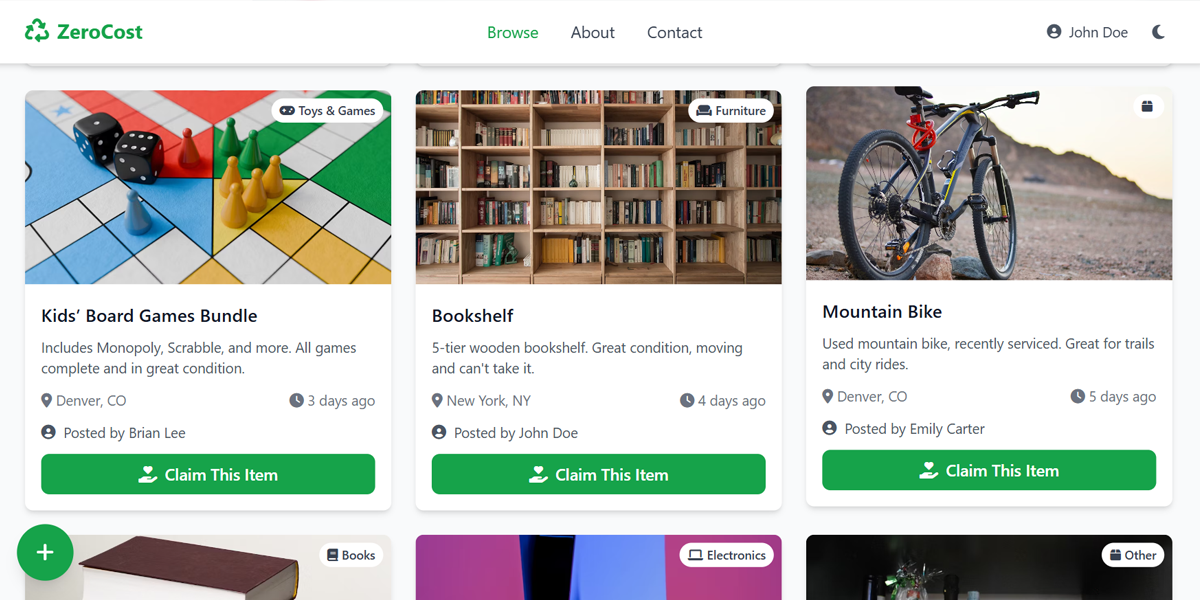 ZeroCost
Browse
About
Contact
John Doe
Toys & Games
Furniture
Kids’ Board Games Bundle
Includes Monopoly, Scrabble, and more. All games
complete and in great condition.
Denver, CO
3 days ago
Posted by Brian Lee
Claim This Item
Bookshelf
5-tier wooden bookshelf. Great condition, moving
and can't take it.
New York, NY
4 days ago
Posted by John Doe
Claim This Item
Mountain Bike
Used mountain bike, recently serviced. Great for trails
and city rides.
Denver, CO
5 days ago
Posted by Emily Carter
Claim This Item
Books
Electronics
Other